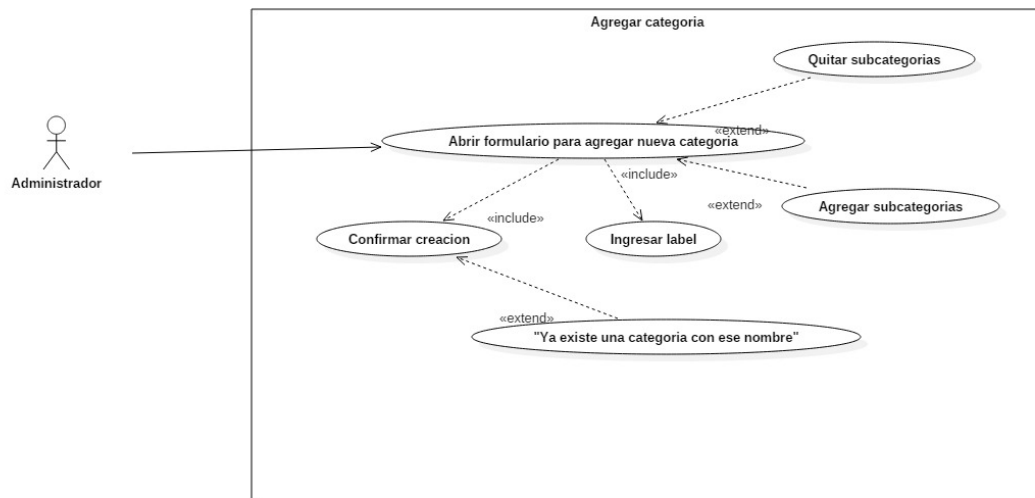 Agregar categoria
Quitar subcategorias
«extend»
Abrir formulario para agregar nueva categoria
«include»
Administrador
«extend»
Agregar subcategorias
«include»
Confirmar creacion
Ingresar label
«extend»
"Ya existe una categoria con ese nombre"